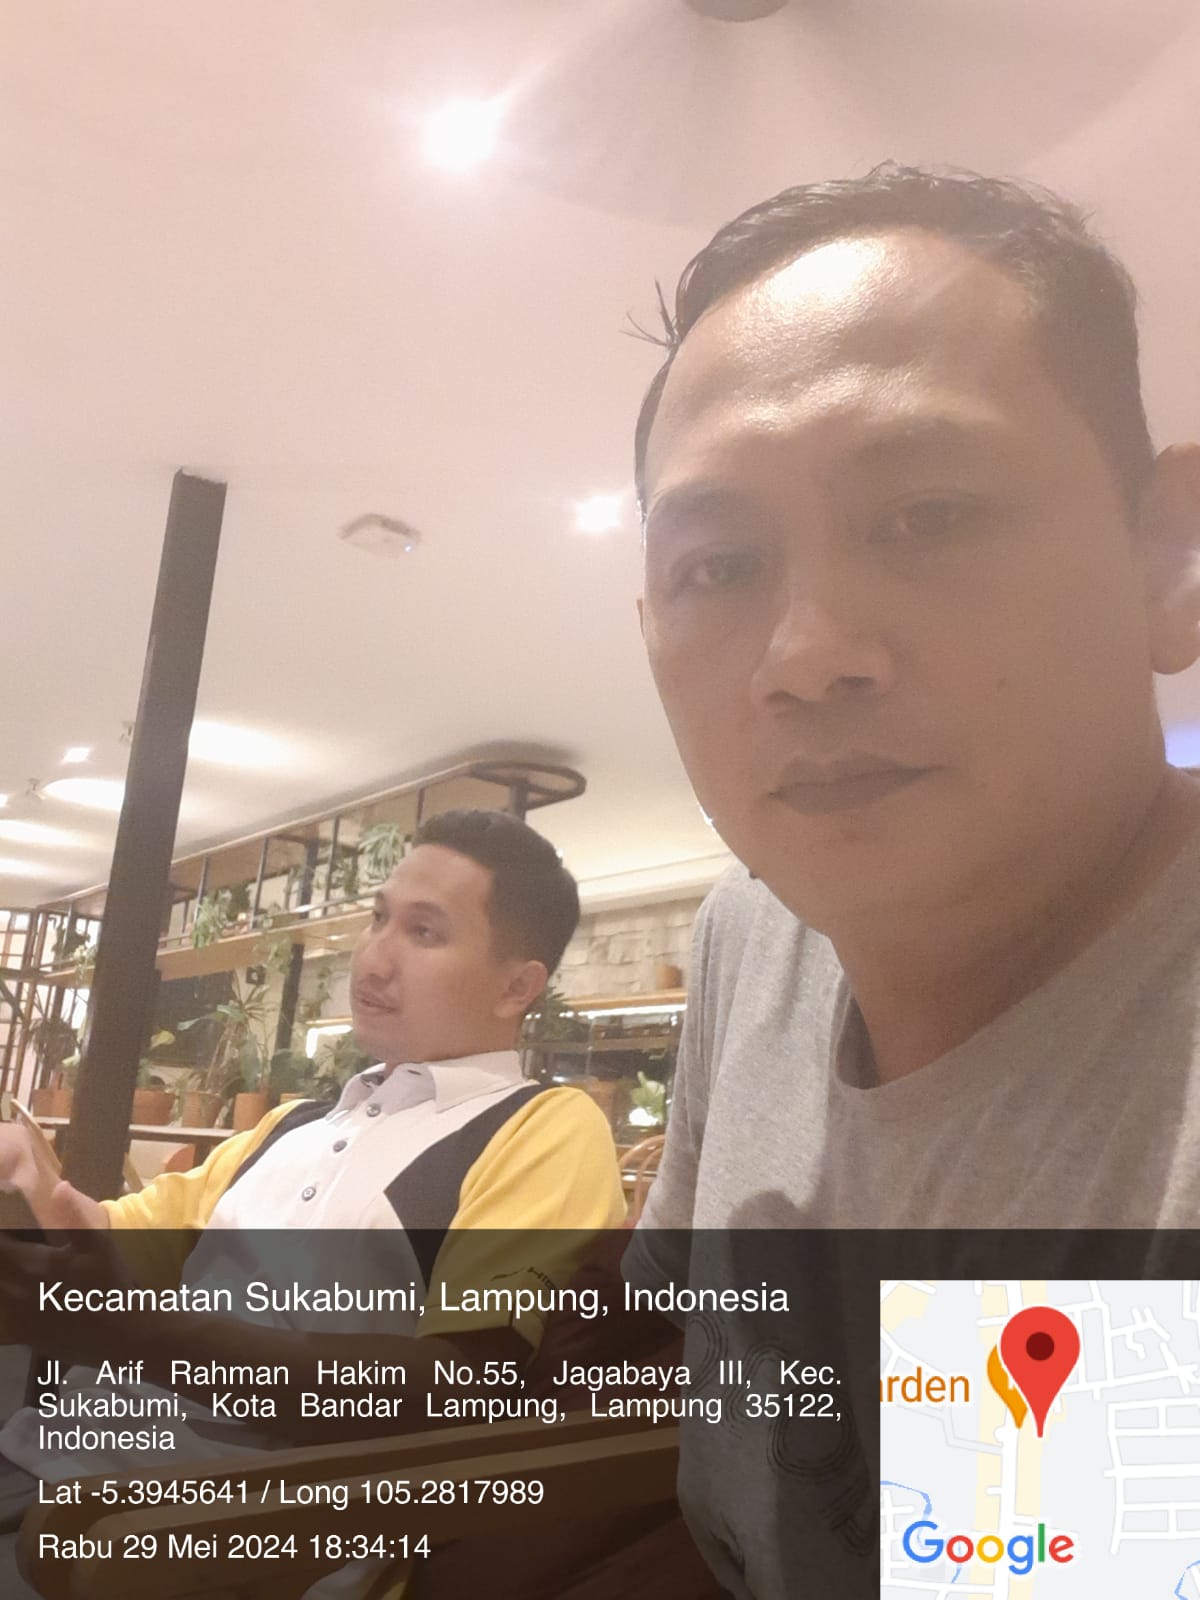 Kecamatan Sukabumi, Lampung, Indonesia
Jl. Arif Rahman Hakim No.55, Jagabaya III, Kec.
Sukabumi, Kota Bandar Lampung, Lampung 35122,
Indonesia
Lat -5.3945641 / Long 105.2817989
Rabu 29 Mei 2024 18:34:14
rden
Google